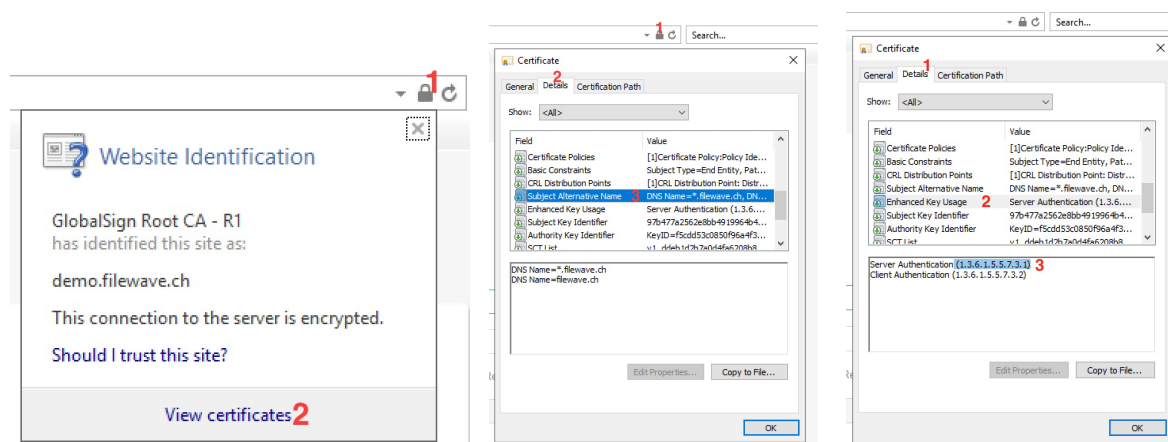 1
Website Identification
GlobalSign Root CA - R1
has identified this site as:
demo.filewave.ch
This connection to the server is encrypted.
Should I trust this site?
View certificates 2
1
Search...
Certificate
2
General Details Certification Path
Show: <All>
Field Value
Certificate Policies [1]Certificate Policy:Policy Ide...
Basic Constraints Subject Type=End Entity, Pat...
CRL Distribution Points [1]CRL Distribution Point: Distr...
Subject Alternative Name 3 DNS Name=*.filewave.ch, DN...
Enhanced Key Usage Server Authentication (1.3.6....
Subject Key Identifier 97b477a2562e8bb4919964b4...
Authority Key Identifier KeyID=f5cdd53c0850f96a4f3...
SCT List v1, ddeb1d2b7a0d4fa6208b8...
DNS Name=*.filewave.ch
DNS Name=filewave.ch
Edit Properties... Copy to File...
OK
Search...
Certificate
1
General Details Certification Path
Show: <All>
Field Value
Certificate Policies [1]Certificate Policy:Policy Ide...
Basic Constraints Subject Type=End Entity, Pat...
CRL Distribution Points [1]CRL Distribution Point: Distr...
Subject Alternative Name DNS Name=*.filewave.ch, DN...
Enhanced Key Usage 2 Server Authentication (1.3.6....
Subject Key Identifier 97b477a2562e8bb4919964b4...
Authority Key Identifier KeyID=f5cdd53c0850f96a4f3...
SCT List v1, ddeb1d2b7a0d4fa6208b8...
Server Authentication (1.3.6.1.5.5.7.3.1) 3
Client Authentication (1.3.6.1.5.5.7.3.2)
Edit Properties... Copy to File...
OK